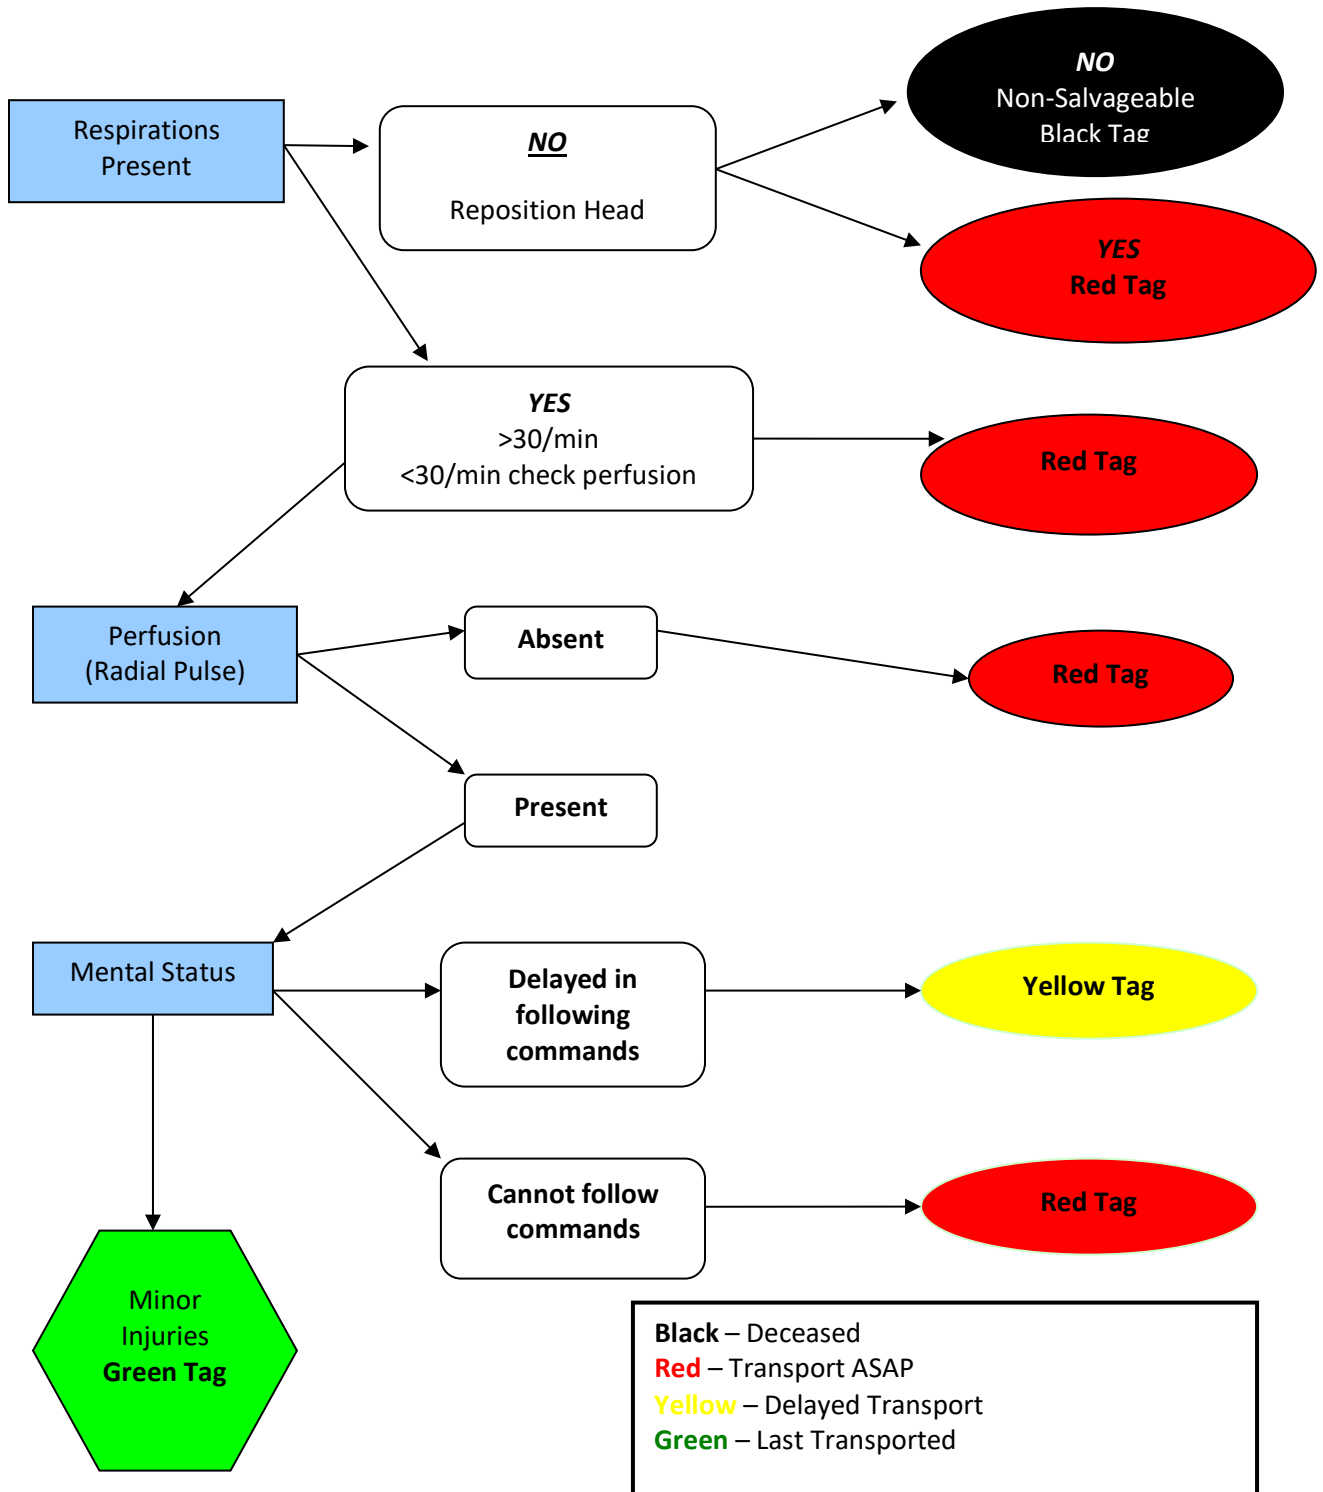 Respirations
Present
NO
Reposition Head
NO
Non-Salvageable
Black Tag
YES
Red Tag
YES
>30/min
<30/min check perfusion
Red Tag
Perfusion
(Radial Pulse)
Absent
Red Tag
Present
Mental Status
Delayed in
following
commands
Yellow Tag
Cannot follow
commands
Red Tag
Minor
Injuries
Green Tag
Black – Deceased
Red – Transport ASAP
Yellow – Delayed Transport
Green – Last Transported